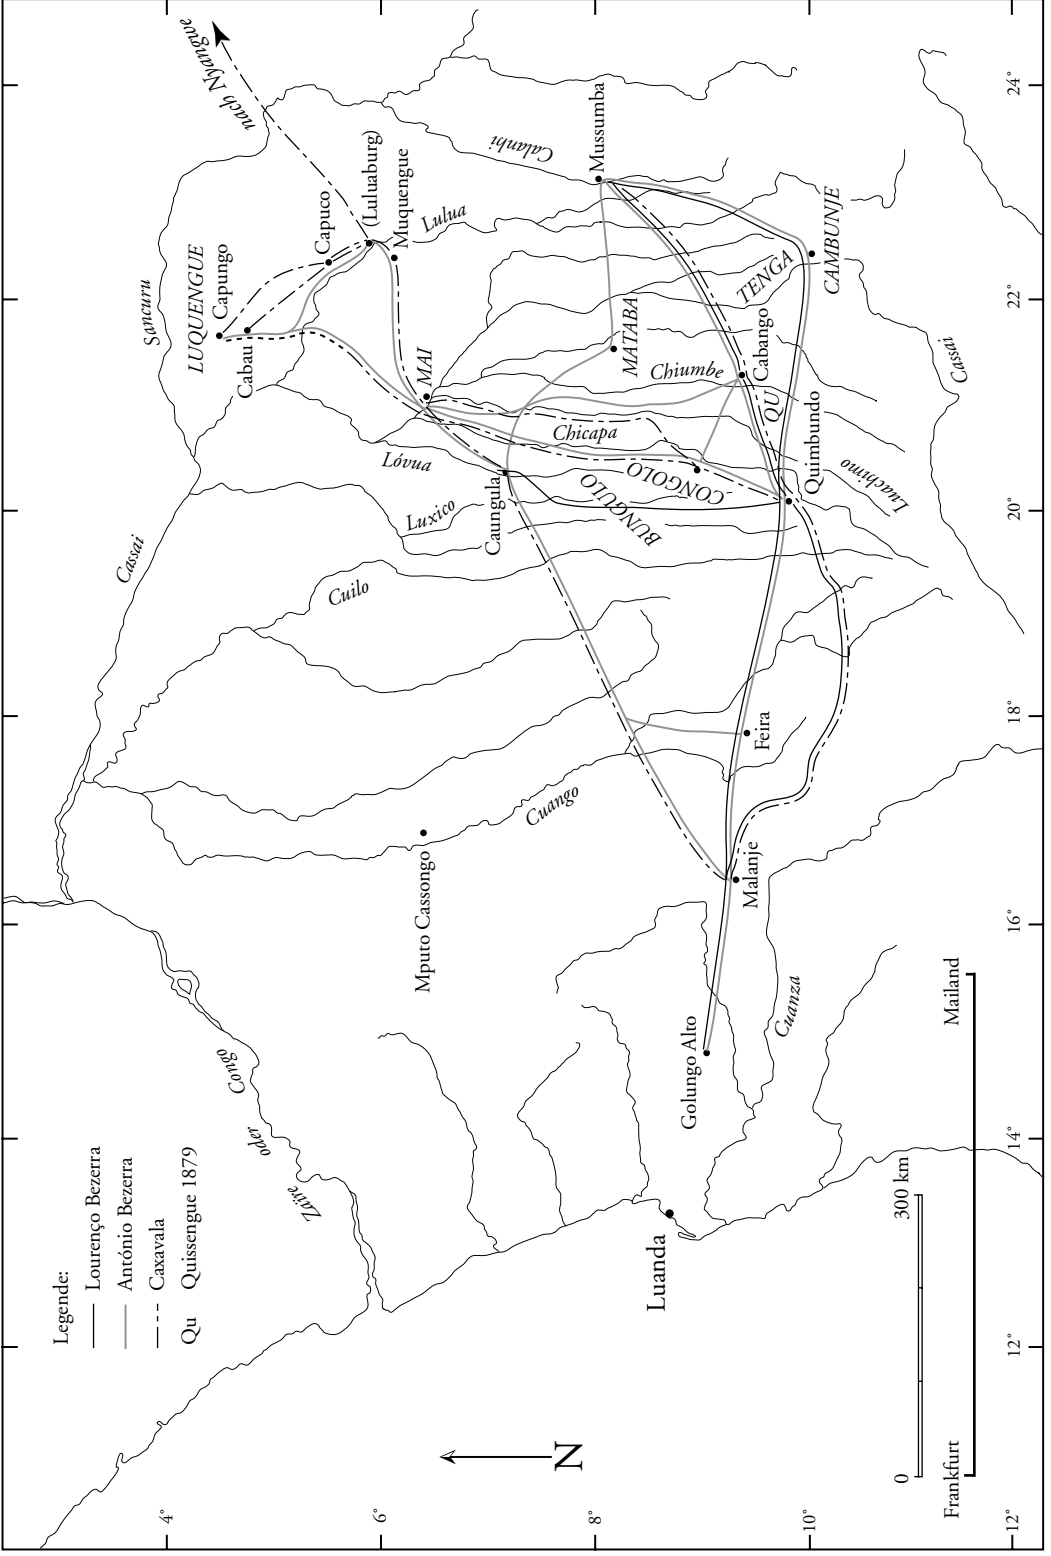 Legende:
Lourenço Bezerra
António Bezerra
Caxavala
Qu Quissengue 1879
nach Nyangwe
Sancuru
LUQUENGUE
Capungo
Cabau
Capuco
(Luluaburg)
Muquengue
Lulua
Calanhi
Mussumba
MAI
MATABA
TENGA
CAMBUNJE
Chiumbe
Cabango
QU
Quimbundo
Chicapa
CONGOLO
BUNGULO
Lóvua
Caungula
Luxico
Luachimo
Cassai
Cassai
Cuilo
Cuango
Mputo Cassongo
Feira
Malanje
Golungo Alto
Cuanza
Luanda
Congo
oder
Zaire
N
0
300 km
Frankfurt
Mailand
4°
6°
8°
10°
12°
12°
14°
16°
18°
20°
22°
24°